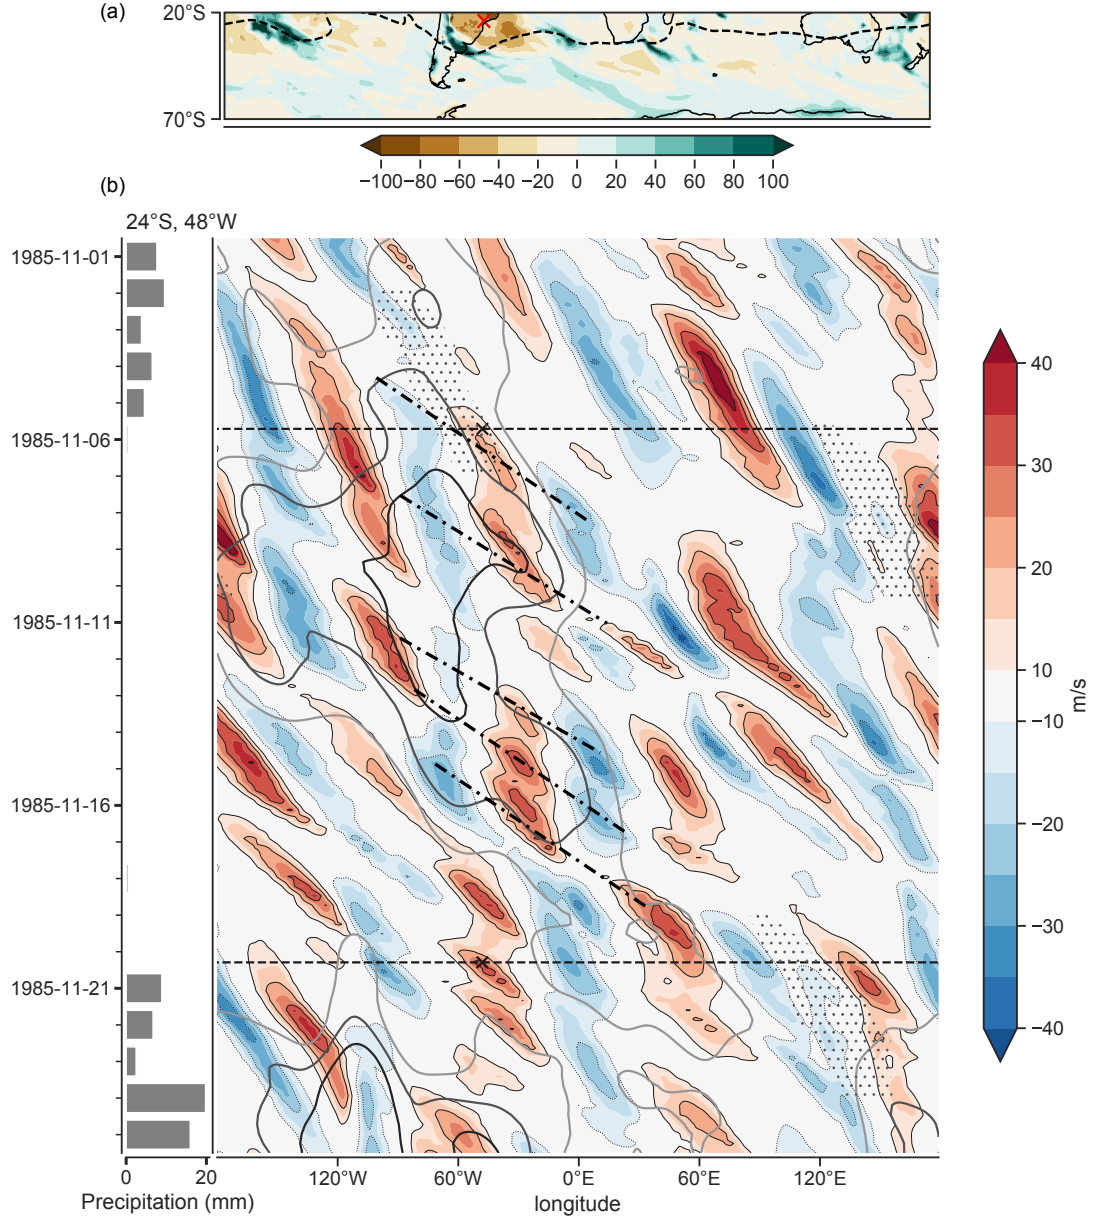 (a)
20°S
70°S
−100 −80 −60 −40 −20 0 20 40 60 80 100
(b)
24°S, 48°W
1985-11-01
1985-11-06
1985-11-11
1985-11-16
1985-11-21
40
30
20
10
−10
−20
−30
−40
m/s
0 20
Precipitation (mm)
120°W 60°W 0°E 60°E 120°E
longitude